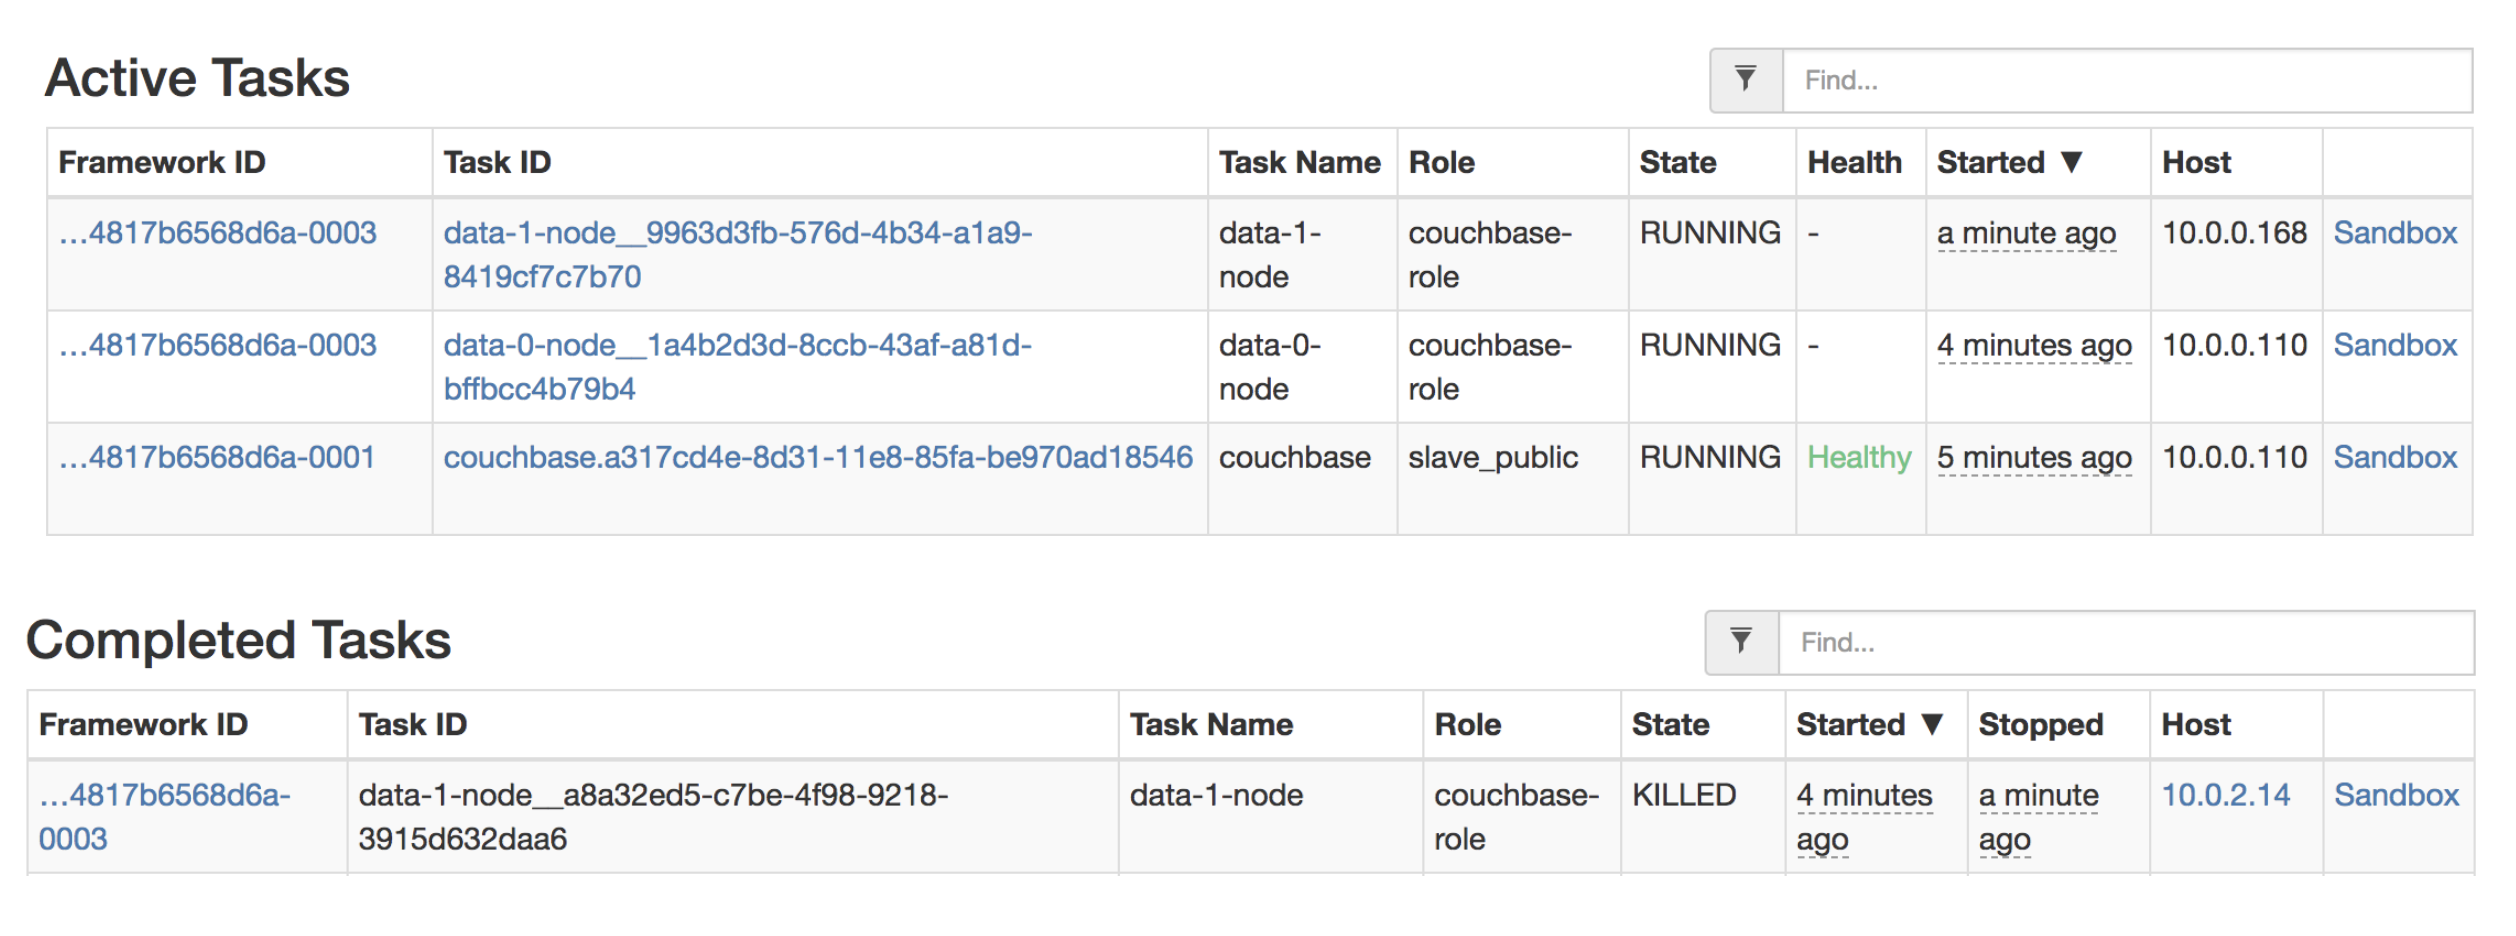 Active Tasks
Find...
Framework ID Task ID Task Name Role State Health Started ▼ Host
...4817b6568d6a-0003 data-1-node__9963d3fb-576d-4b34-a1a9- data-1- couchbase- RUNNING - a minute ago 10.0.0.168 Sandbox
8419cf7c7b70 node role
...4817b6568d6a-0003 data-0-node__1a4b2d3d-8ccb-43af-a81d- data-0- couchbase- RUNNING - 4 minutes ago 10.0.0.110 Sandbox
bffbcc4b79b4 node role
...4817b6568d6a-0001 couchbase.a317cd4e-8d31-11e8-85fa-be970ad18546 couchbase slave_public RUNNING Healthy 5 minutes ago 10.0.0.110 Sandbox
Completed Tasks
Find...
Framework ID Task ID Task Name Role State Started ▼ Stopped Host
...4817b6568d6a- data-1-node__a8a32ed5-c7be-4f98-9218- data-1-node couchbase- KILLED 4 minutes a minute 10.0.2.14 Sandbox
0003 3915d632daa6 role ago ago